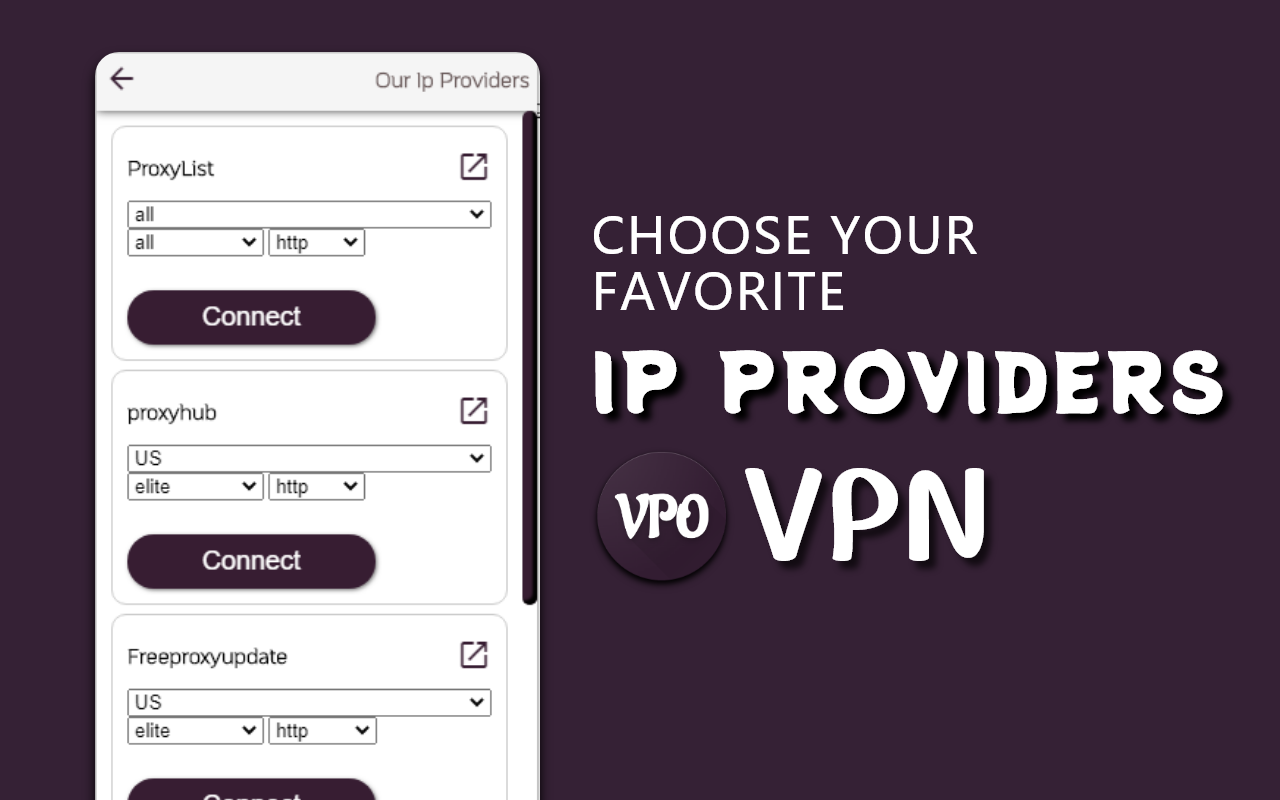 Our Ip Providers
ProxyList
all
all http
Connect
proxyhub
US
elite http
Connect
Freeproxyupdate
US
elite http
Connect
CHOOSE YOUR
FAVORITE
IP PROVIDERS
VPO VPN